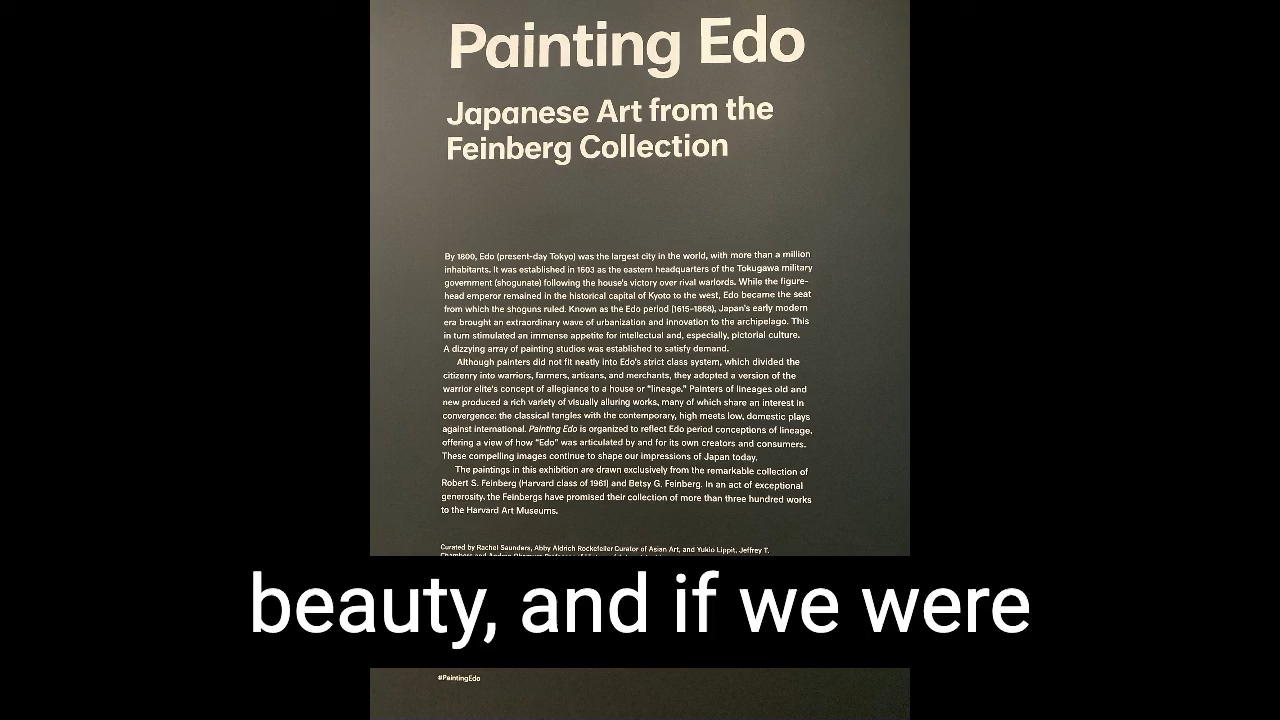 Painting Edo
Japanese Art from the
Feinberg Collection
By 1800, Edo (present-day Tokyo) was the largest city in the world, with more than a million
inhabitants. It was established in 1603 as the eastern headquarters of the Tokugawa military
government (shogunate) following the house's victory over rival warlords. While the figure-
head emperor remained in the historical capital of Kyoto to the west, Edo became the seat
from which the shoguns ruled. Known as the Edo period (1615–1868), Japan's early modern
era brought an extraordinary wave of urbanization and innovation to the archipelago. This
in turn stimulated an immense appetite for intellectual and, especially, pictorial culture.
A dizzying array of painting studios was established to satisfy demand.
Although painters did not fit neatly into Edo's strict class system, which divided the
citizenry into warriors, farmers, artisans, and merchants, they adopted a version of the
warrior elite's concept of allegiance to a house or “lineage.” Painters of lineages old and
new produced a rich variety of visually alluring works, many of which share an interest in
convergence: the classical tangles with the contemporary, high meets low, domestic plays
against international. Painting Edo is organized to reflect Edo period conceptions of lineage,
offering a view of how “Edo” was articulated by and for its own creators and consumers.
These compelling images continue to shape our impressions of Japan today.
The paintings in this exhibition are drawn exclusively from the remarkable collection of
Robert S. Feinberg (Harvard class of 1961) and Betsy G. Feinberg. In an act of exceptional
generosity, the Feinbergs have promised their collection of more than three hundred works
to the Harvard Art Museums.
Curated by Rachel Saunders, Abby Aldrich Rockefeller Curator of Asian Art, and Yukio Lippit, Jeffrey T.
beauty, and if we were
#PaintingEdo